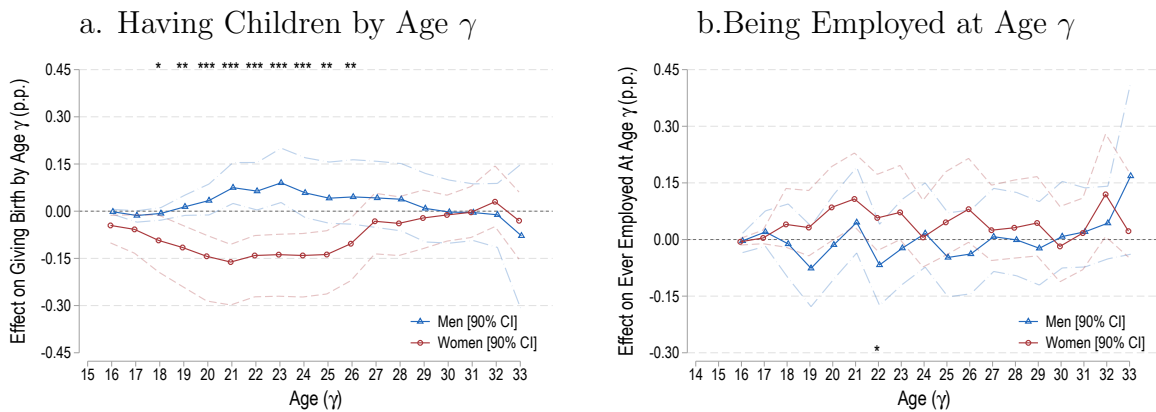 a. Having Children by Age γ
* ** *** *** *** *** *** ** **
0.45
0.30
0.15
0.00
-0.15
-0.30
-0.45
Effect on Giving Birth by Age γ (p.p.)
Men [90% CI]
Women [90% CI]
15 16 17 18 19 20 21 22 23 24 25 26 27 28 29 30 31 32 33
Age (γ)
b.Being Employed at Age γ
0.45
0.30
0.15
0.00
-0.15
-0.30
Effect on Ever Employed At Age γ (p.p.)
Men [90% CI]
Women [90% CI]
*
14 15 16 17 18 19 20 21 22 23 24 25 26 27 28 29 30 31 32 33
Age (γ)